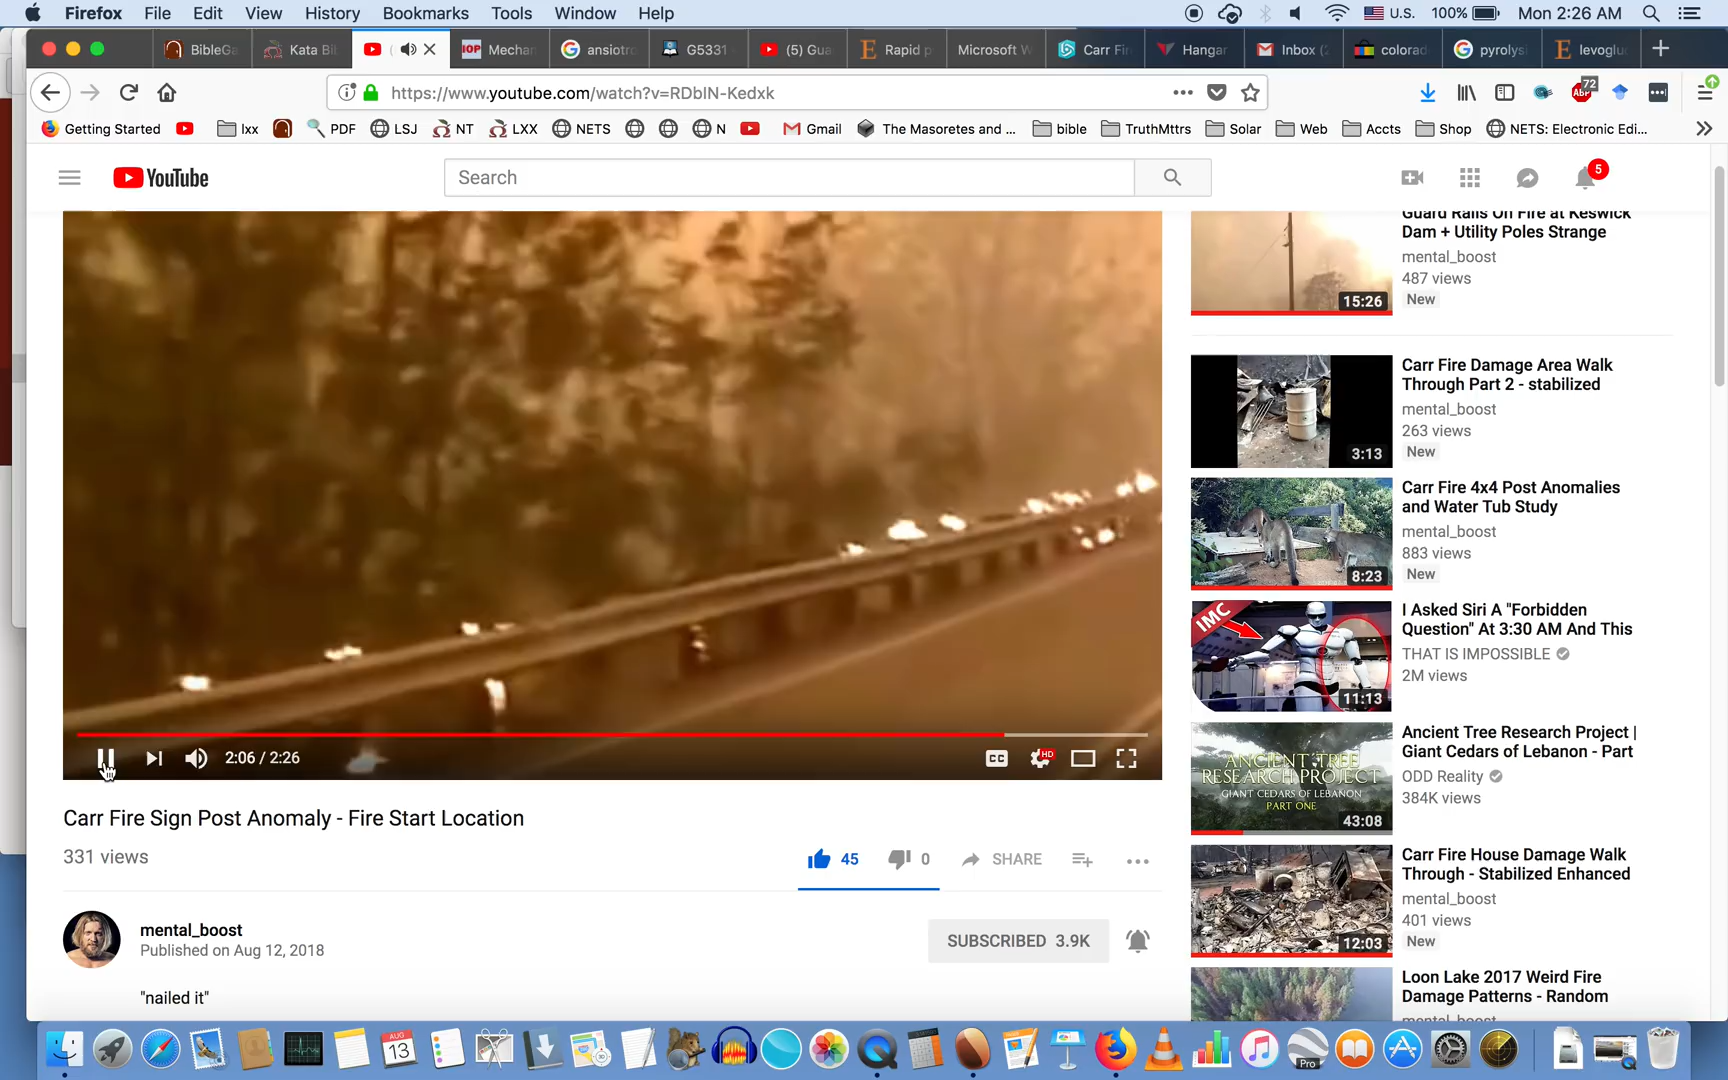 Firefox File Edit View History Bookmarks Tools Window Help U.S. 100% Mon 2:26 AM
BibleGa Kata Bi IOP Mechan ansiotro G5331 (5) Gua Rapid p Microsoft W Carr Fir Hangar Inbox (2 colorad pyrolys levoglu
https://www.youtube.com/watch?v=RDbIN-Kedxk 72 ABP
Getting Started lxx PDF LSJ NT LXX NETS N Gmail The Masoretes and ... bible TruthMttrs Solar Web Accts Shop NETS: Electronic Edi...
YouTube Search 5
Guard Rails On Fire at Keswick
Dam + Utility Poles Strange
mental_boost
487 views
15:26
New
Carr Fire Damage Area Walk
Through Part 2 - stabilized
mental_boost
263 views
3:13
New
Carr Fire 4x4 Post Anomalies
and Water Tub Study
mental_boost
883 views
8:23
New
IMC
I Asked Siri A "Forbidden
Question" At 3:30 AM And This
THAT IS IMPOSSIBLE
2M views
11:13
ANCIENT TREE
RESEARCH PROJECT
GIANT CEDARS OF LEBANON
PART ONE
Ancient Tree Research Project |
Giant Cedars of Lebanon - Part
ODD Reality
384K views
43:08
Carr Fire House Damage Walk
Through - Stabilized Enhanced
mental_boost
401 views
12:03
New
Loon Lake 2017 Weird Fire
Damage Patterns - Random
2:06 / 2:26 CC HD
Carr Fire Sign Post Anomaly - Fire Start Location
331 views
45 0 SHARE
mental_boost
Published on Aug 12, 2018
SUBSCRIBED 3.9K
"nailed it"
AUG
13
Pro